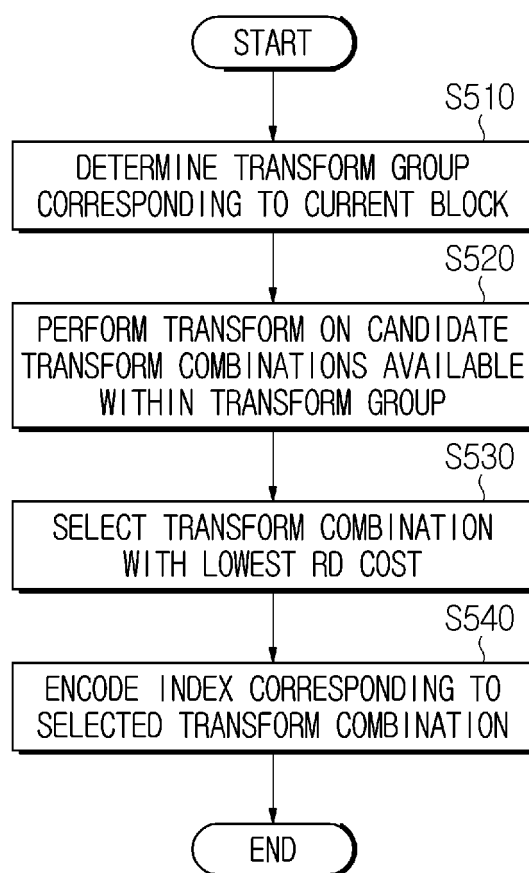 START
S510
DETERMINE TRANSFORM GROUP
CORRESPONDING TO CURRENT BLOCK
S520
PERFORM TRANSFORM ON CANDIDATE
TRANSFORM COMBINATIONS AVAILABLE
WITHIN TRANSFORM GROUP
S530
SELECT TRANSFORM COMBINATION
WITH LOWEST RD COST
S540
ENCODE INDEX CORRESPONDING TO
SELECTED TRANSFORM COMBINATION
END